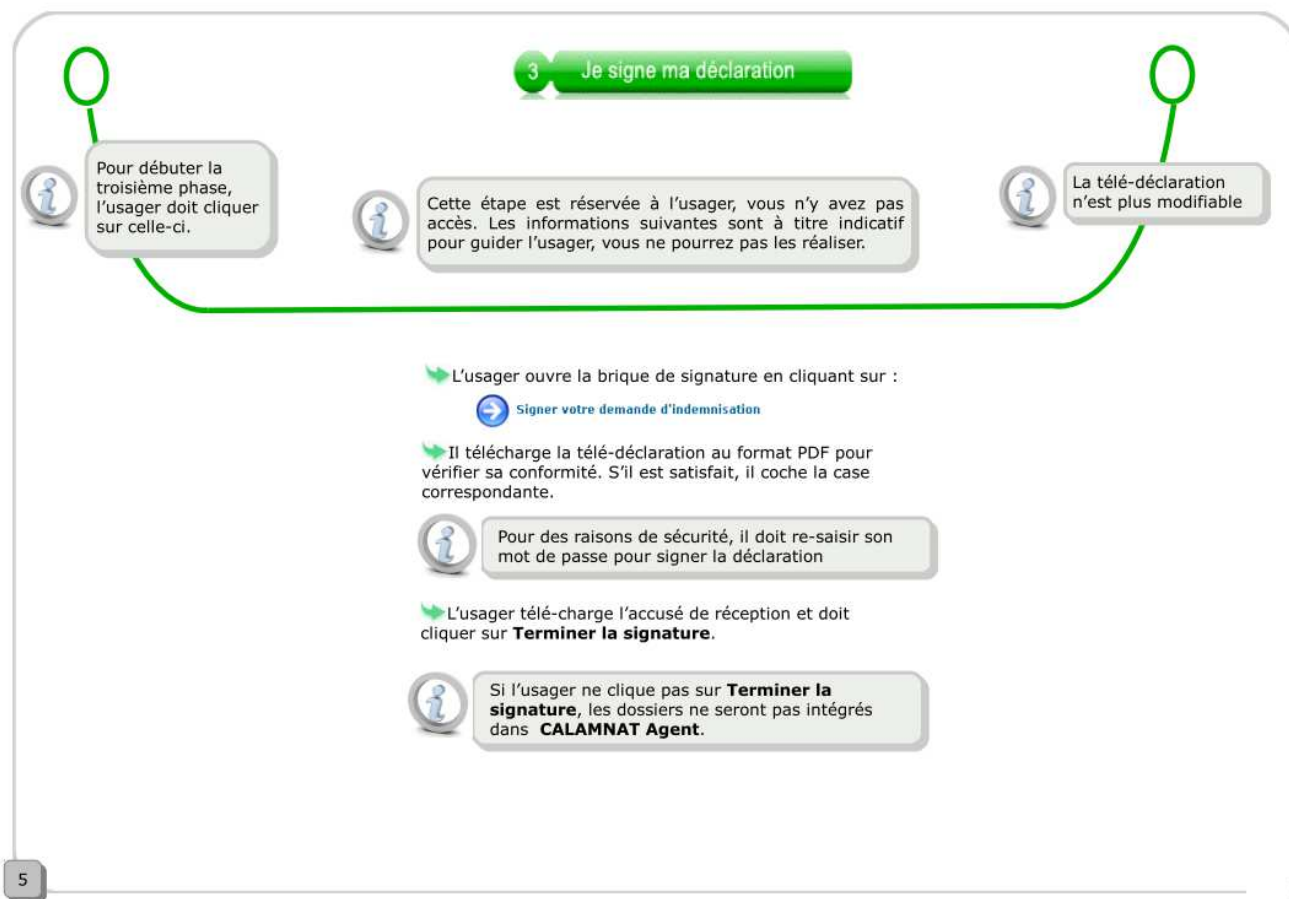 3 Je signe ma déclaration
Pour débuter la
troisième phase,
l'usager doit cliquer
sur celle-ci.
Cette étape est réservée à l'usager, vous n'y avez pas
accès. Les informations suivantes sont à titre indicatif
pour guider l'usager, vous ne pourrez pas les réaliser.
La télé-déclaration
n'est plus modifiable
L'usager ouvre la brique de signature en cliquant sur :
Signer votre demande d'indemnisation
Il télécharge la télé-déclaration au format PDF pour
vérifier sa conformité. S'il est satisfait, il coche la case
correspondante.
Pour des raisons de sécurité, il doit re-saisir son
mot de passe pour signer la déclaration
L'usager télé-charge l'accusé de réception et doit
cliquer sur Terminer la signature.
Si l'usager ne clique pas sur Terminer la
signature, les dossiers ne seront pas intégrés
dans CALAMNAT Agent.
5